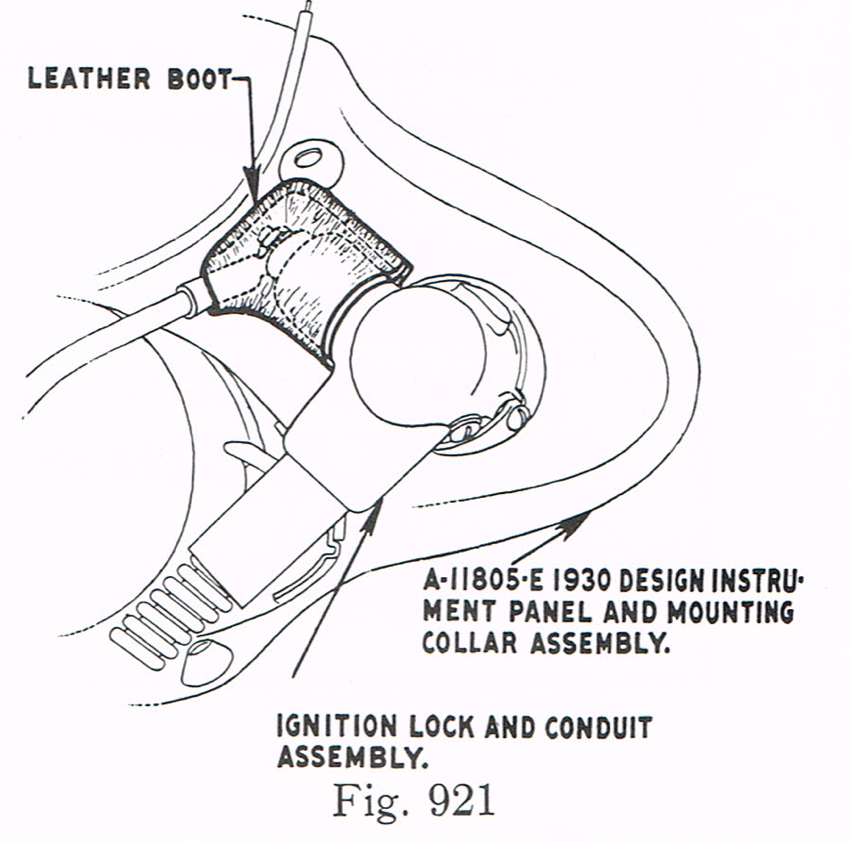 LEATHER BOOT
A-11805-E 1930 DESIGN INSTRU-
MENT PANEL AND MOUNTING
COLLAR ASSEMBLY.
IGNITION LOCK AND CONDUIT
ASSEMBLY.
Fig. 921